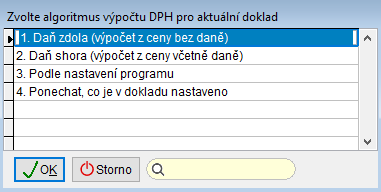 Zvolte algoritmus výpočtu DPH pro aktuální doklad
1. Daň zdola (výpočet z ceny bez daně)
2. Daň shora (výpočet z ceny včetně daně)
3. Podle nastavení programu
4. Ponechat, co je v dokladu nastaveno
OK Storno